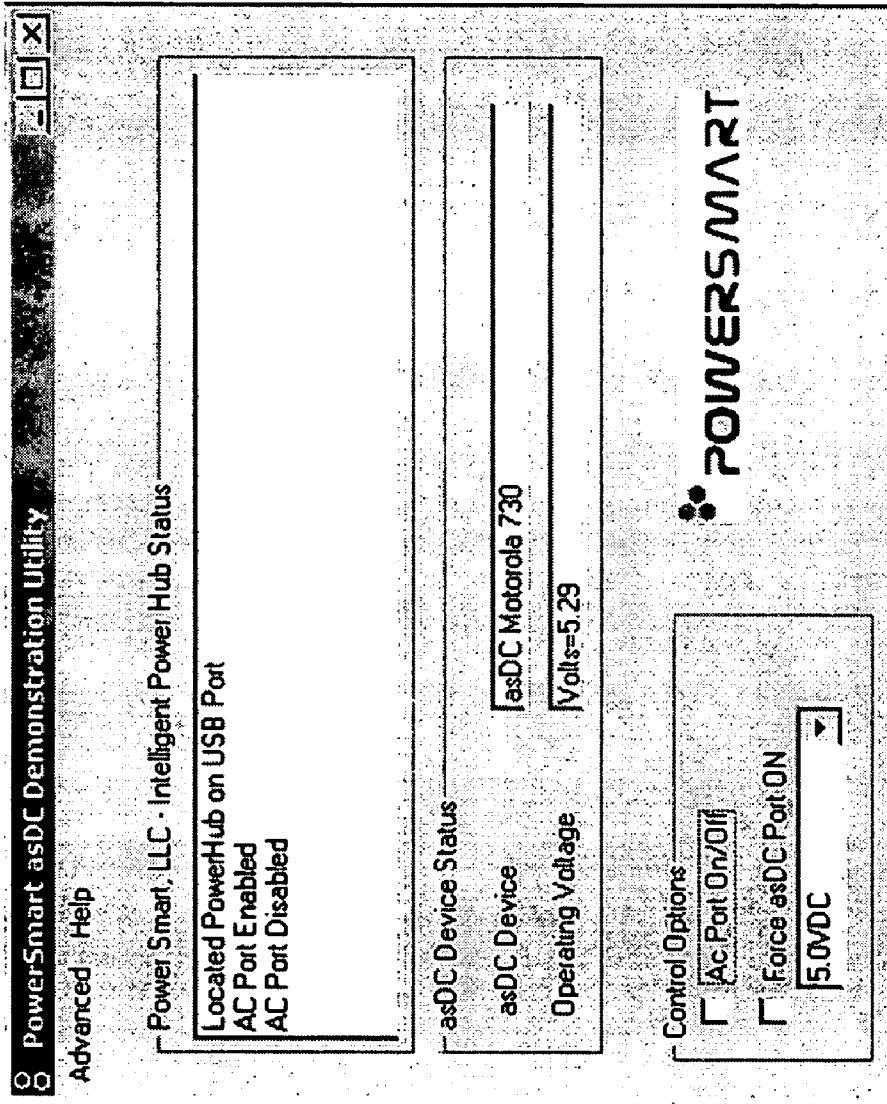 PowerSmart asDC Demonstration Utility
Advanced Help
Power Smart, LLC - Intelligent Power Hub Status
Located PowerHub on USB Port
AC Port Enabled
AC Port Disabled
asDC Device Status
asDC Device
asDC Motorola 730
Operating Voltage
Volts=5.29
Control Options
Ac Port On/Off
Force asDC Port ON
5.0VDC
POWERSMART